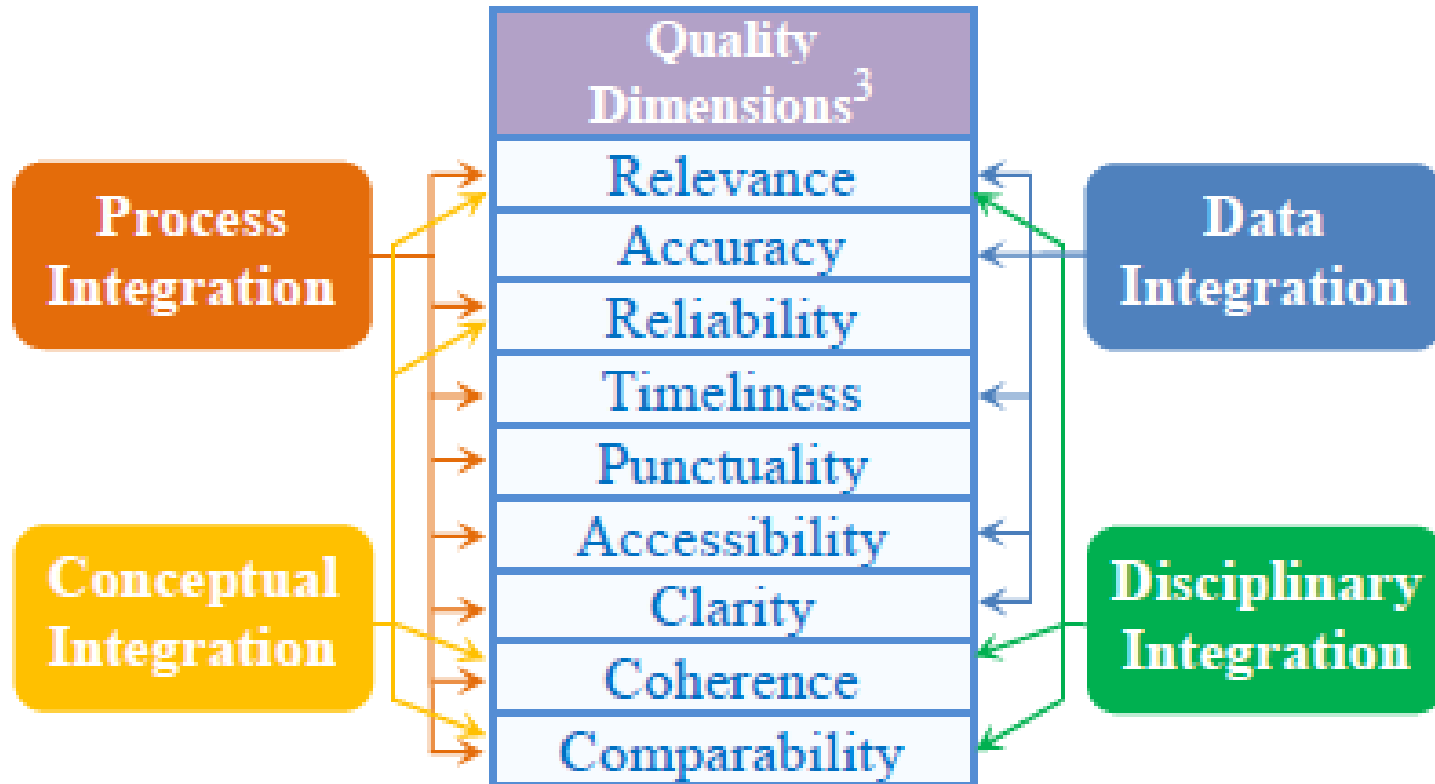 Quality
Dimensions³
Process
Integration
Conceptual
Integration
Relevance
Accuracy
Reliability
Timeliness
Punctuality
Accessibility
Clarity
Coherence
Comparability
Data
Integration
Disciplinary
Integration